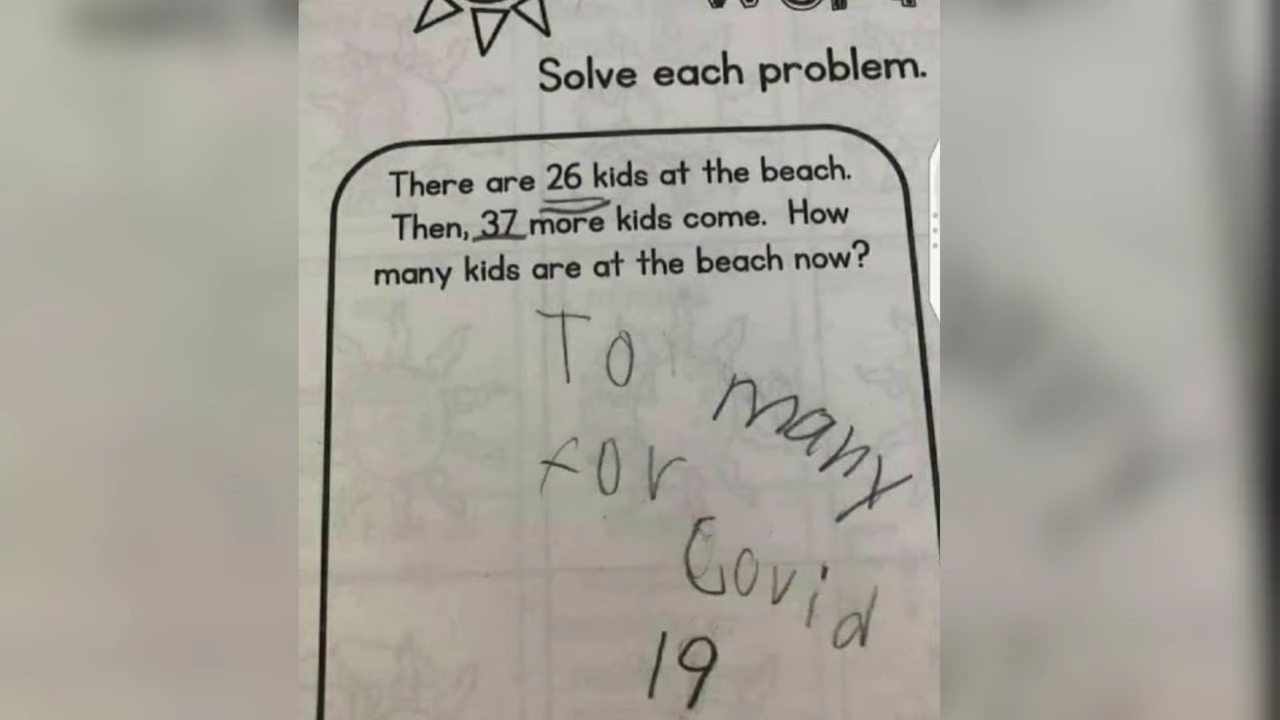 Solve each problem.
There are 26 kids at the beach.
Then, 37 more kids come. How
many kids are at the beach now?
To many
for
Covid
19